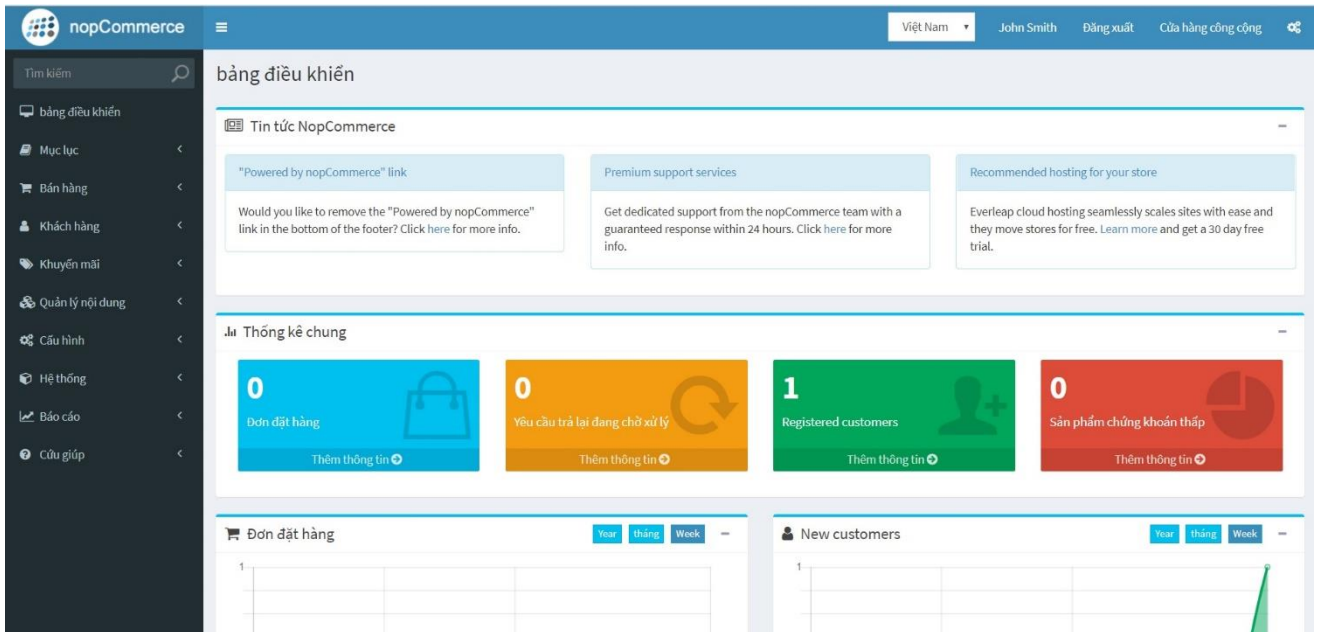 nopCommerce
Việt Nam
John Smith
Đăng xuất
Cửa hàng công cộng
Tìm kiếm
bảng điều khiển
Mục lục
Bán hàng
Khách hàng
Khuyến mãi
Quản lý nội dung
Cấu hình
Hệ thống
Báo cáo
Cứu giúp
bảng điều khiển
Tin tức NopCommerce
"Powered by nopCommerce" link
Would you like to remove the "Powered by nopCommerce"
link in the bottom of the footer? Click here for more info.
Premium support services
Get dedicated support from the nopCommerce team with a
guaranteed response within 24 hours. Click here for more
info.
Recommended hosting for your store
Everleap cloud hosting seamlessly scales sites with ease and
they move stores for free. Learn more and get a 30 day free
trial.
Thống kê chung
0
Đơn đặt hàng
Thêm thông tin
0
Yêu cầu trả lại đang chờ xử lý
Thêm thông tin
1
Registered customers
Thêm thông tin
0
Sản phẩm chứng khoán thấp
Thêm thông tin
Đơn đặt hàng
Year
tháng
Week
1
New customers
Year
tháng
Week
1